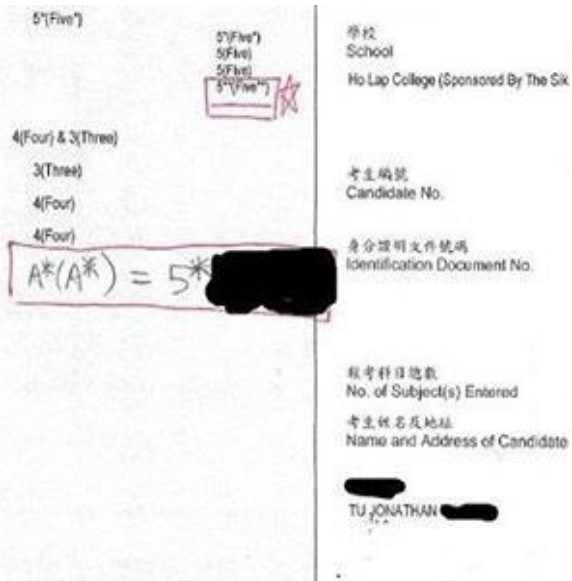 5*(Five*)
5*(Five*)
5(Five)
5(Five)
5**(Five**)
4(Four) & 3(Three)
3(Three)
4(Four)
4(Four)
A*(A*) = 5*
學校
School
Ho Lap College (Sponsored By The Sik
考生編號
Candidate No.
身分證明文件號碼
Identification Document No.
報考科目總數
No. of Subject(s) Entered
考生姓名及地址
Name and Address of Candidate
TU JONATHAN